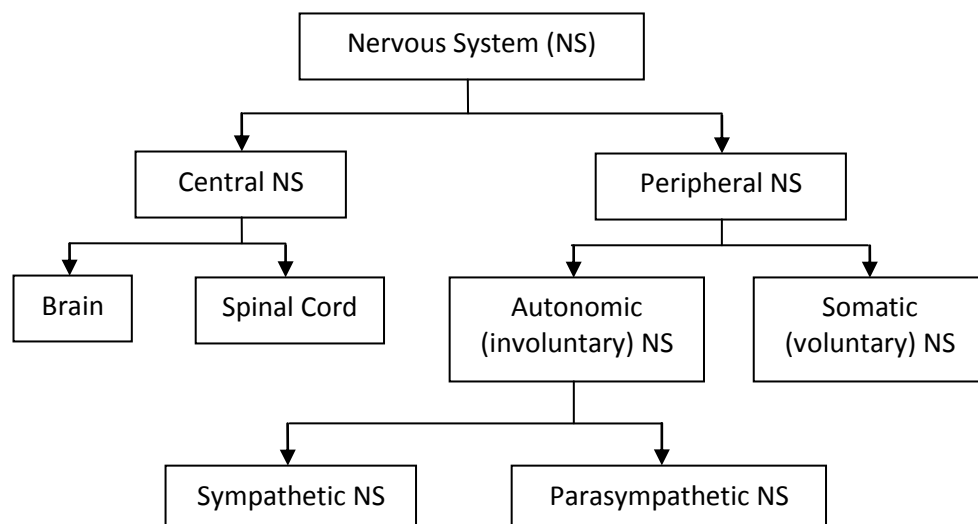 Nervous System (NS)
Central NS
Peripheral NS
Brain
Spinal Cord
Autonomic
(involuntary) NS
Somatic
(voluntary) NS
Sympathetic NS
Parasympathetic NS